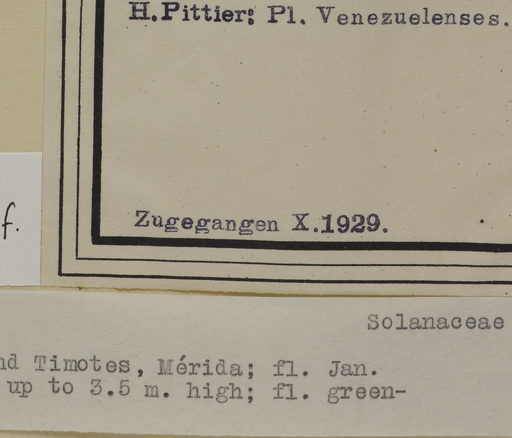 H.Pittier: Pl. Venezuelenses.
Zugegangen X.1929.
f.
Solanaceae
nd Timotes, Mérida; fl. Jan.
up to 3.5 m. high; fl. green-